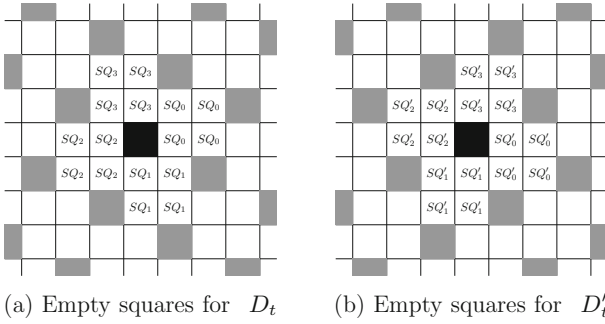 SQ₃ SQ₃ SQ′₃ SQ′₃
SQ₃ SQ₃ SQ₀ SQ₀ SQ′₂ SQ′₂ SQ′₃ SQ′₃
SQ₂ SQ₂ SQ₀ SQ₀ SQ′₂ SQ′₂ SQ′₀ SQ′₀
SQ₂ SQ₂ SQ₁ SQ₁ SQ′₁ SQ′₁ SQ′₀ SQ′₀
SQ₁ SQ₁ SQ′₁ SQ′₁
(a) Empty squares for Dₜ (b) Empty squares for D′ₜ